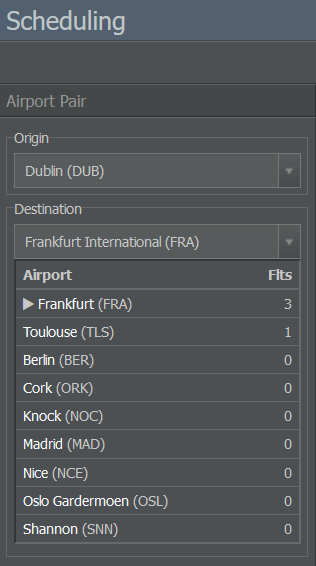 Scheduling
Airport Pair
Origin
Dublin (DUB)
Destination
Frankfurt International (FRA)
Airport Flts
Frankfurt (FRA) 3
Toulouse (TLS) 1
Berlin (BER) 0
Cork (ORK) 0
Knock (NOC) 0
Madrid (MAD) 0
Nice (NCE) 0
Oslo Gardermoen (OSL) 0
Shannon (SNN) 0